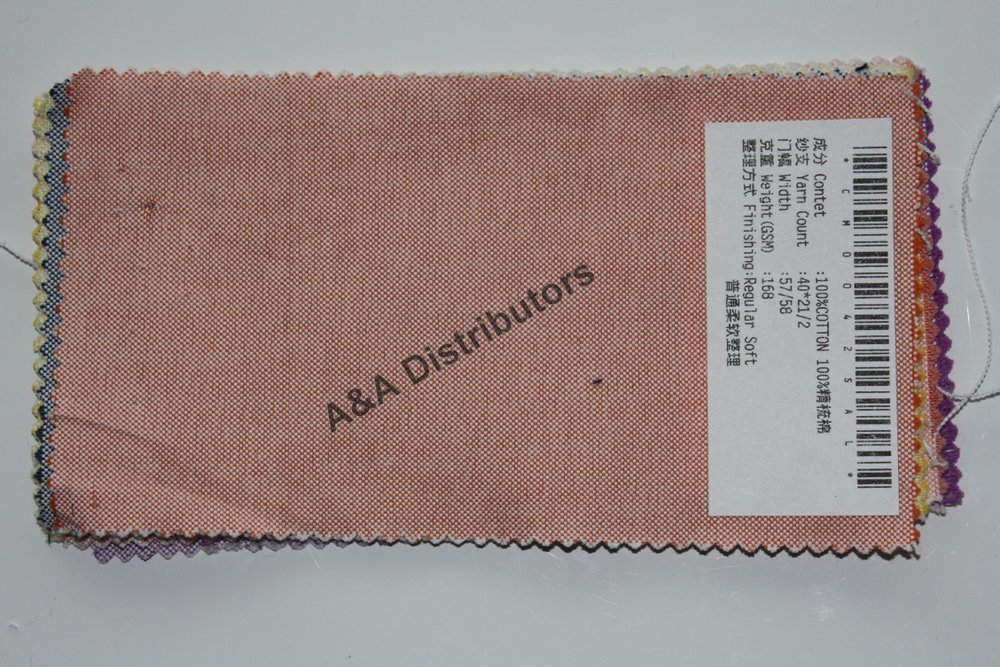 *CM0042SAL*
成分 Contet :100%COTTON 100%精梳棉
纱支 Yarn Count :40*21/2
门幅 Width :57/58
克重 Weight(GSM) :168
整理方式 Finishing:Regular Soft
普通柔软整理
A&A Distributors